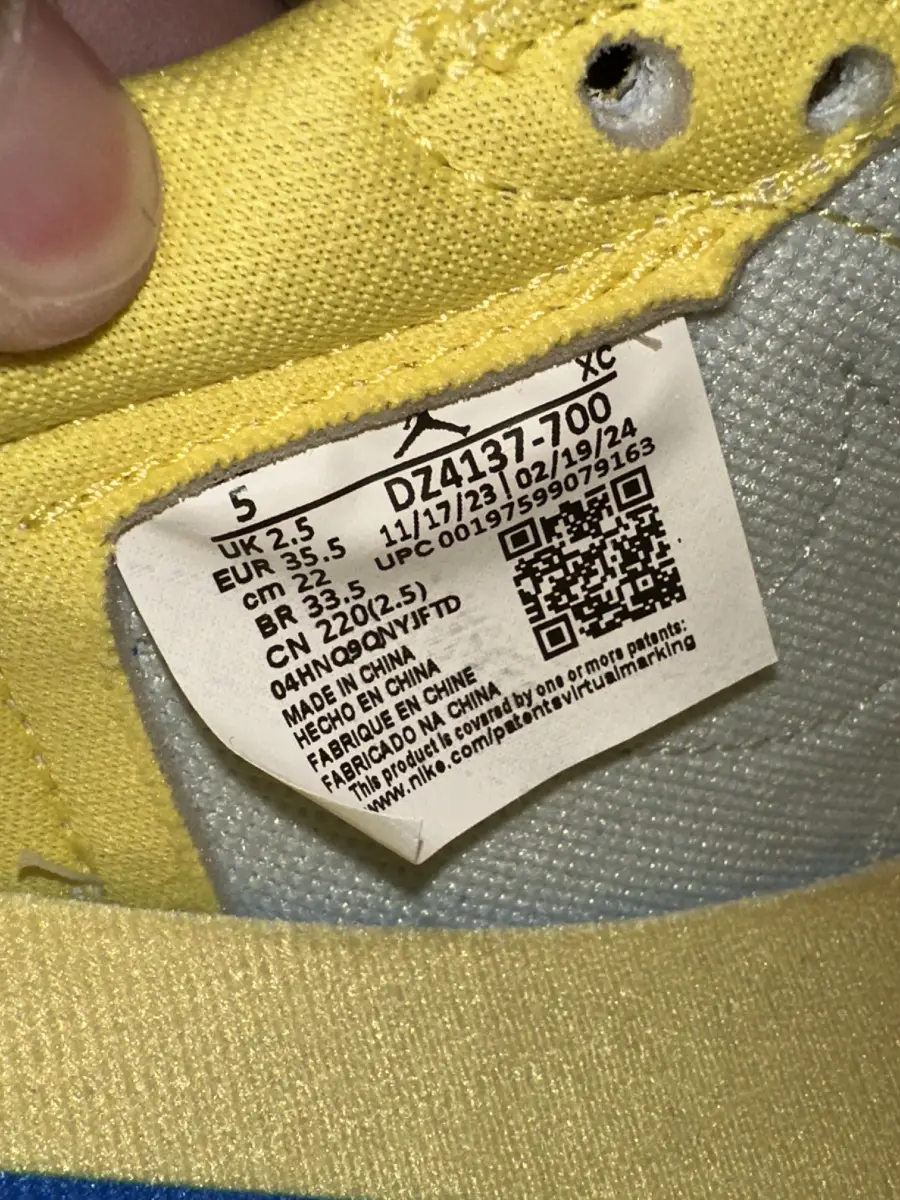 XC
5
DZ4137-700
UK 2.5
11/17/23 | 02/19/24
EUR 35.5
UPC 00197599079163
cm 22
BR 33.5
CN 220(2.5)
04HNQ9QNYJFTD
MADE IN CHINA
HECHO EN CHINA
FABRIQUE EN CHINE
FABRICADO NA CHINA
This product is covered by one or more patents:
www.nike.com/patentsvirtualmarking